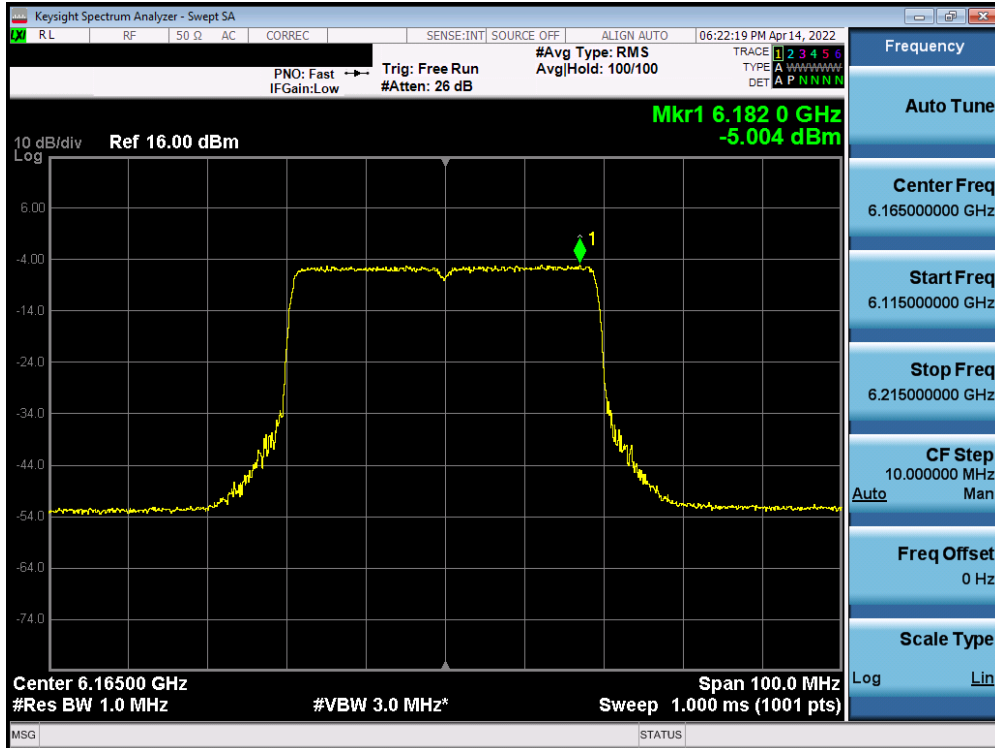 Keysight Spectrum Analyzer - Swept SA
LXI RL RF 50 Ω AC CORREC SENSE:INT SOURCE OFF ALIGN AUTO 06:22:19 PM Apr 14, 2022
#Avg Type: RMS TRACE 1 2 3 4 5 6
PNO: Fast Trig: Free Run Avg|Hold: 100/100 TYPE A WWWWW
IFGain:Low #Atten: 26 dB DET A P N N N N
Mkr1 6.182 0 GHz
-5.004 dBm
10 dB/div Ref 16.00 dBm
Log
1
6.00
-4.00
-14.0
-24.0
-34.0
-44.0
-54.0
-64.0
-74.0
Center 6.16500 GHz Span 100.0 MHz
#Res BW 1.0 MHz #VBW 3.0 MHz* Sweep 1.000 ms (1001 pts)
MSG STATUS
Frequency
Auto Tune
Center Freq
6.165000000 GHz
Start Freq
6.115000000 GHz
Stop Freq
6.215000000 GHz
CF Step
10.000000 MHz
Auto Man
Freq Offset
0 Hz
Scale Type
Log Lin